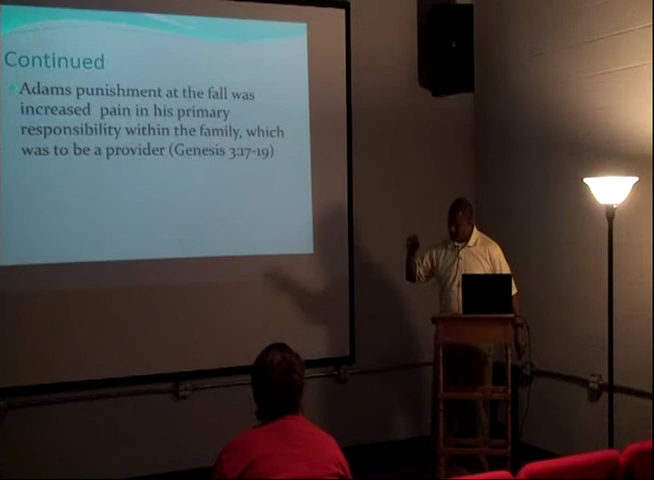 Continued
Adams punishment at the fall was
increased pain in his primary
responsibility within the family, which
was to be a provider (Genesis 3:17-19)